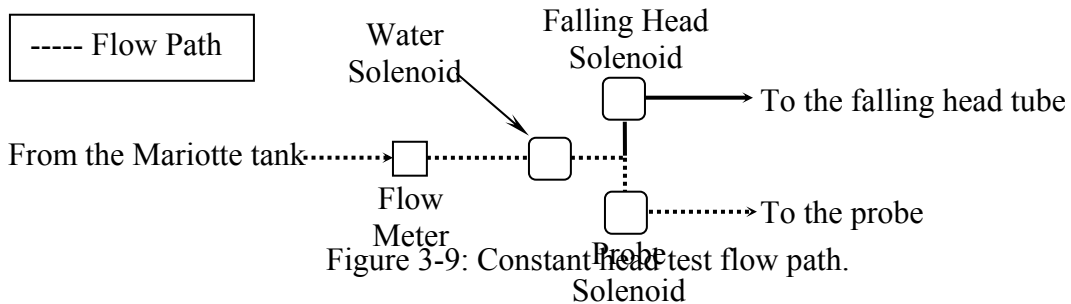 ----- Flow Path
Water
Solenoid
Falling Head
Solenoid
To the falling head tube
From the Mariotte tank
Flow
Meter
To the probe
Probe
Solenoid
Figure 3-9: Constant head test flow path.